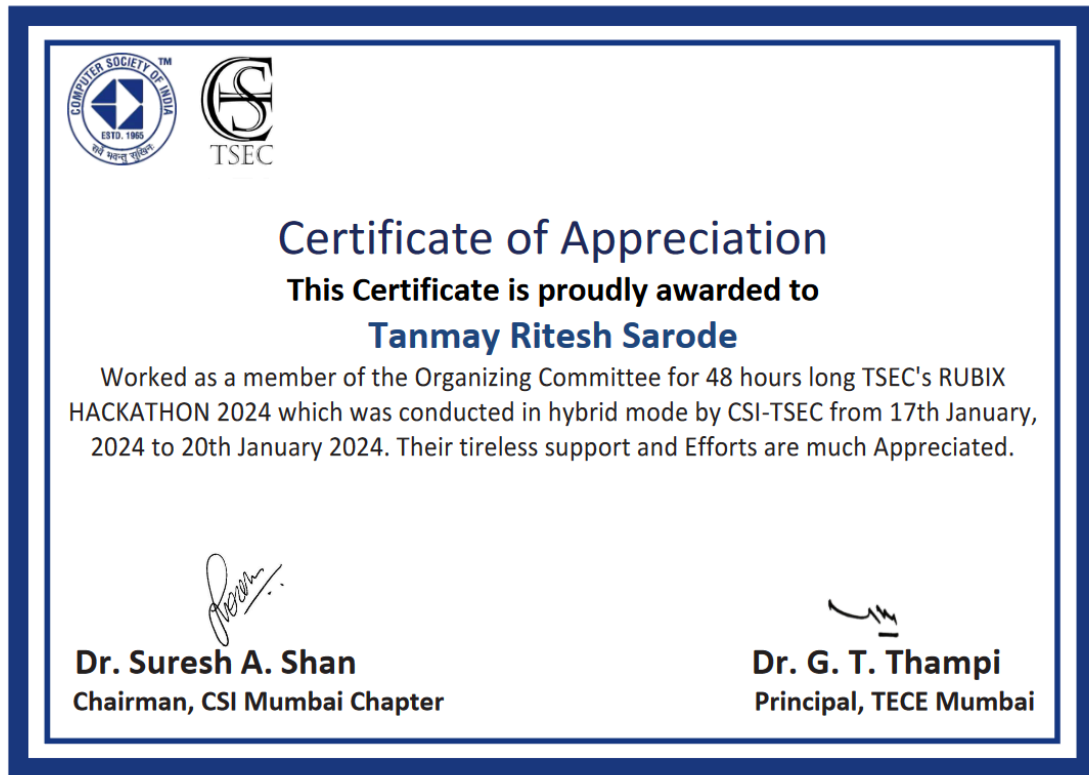 COMPUTER SOCIETY OF INDIA TM
ESTD. 1965
सर्वे भवन्तु सुखिनः
CSI
TSEC
Certificate of Appreciation
This Certificate is proudly awarded to
Tanmay Ritesh Sarode
Worked as a member of the Organizing Committee for 48 hours long TSEC's RUBIX
HACKATHON 2024 which was conducted in hybrid mode by CSI-TSEC from 17th January,
2024 to 20th January 2024. Their tireless support and Efforts are much Appreciated.
Dr. Suresh A. Shan
Dr. G. T. Thampi
Chairman, CSI Mumbai Chapter
Principal, TECE Mumbai